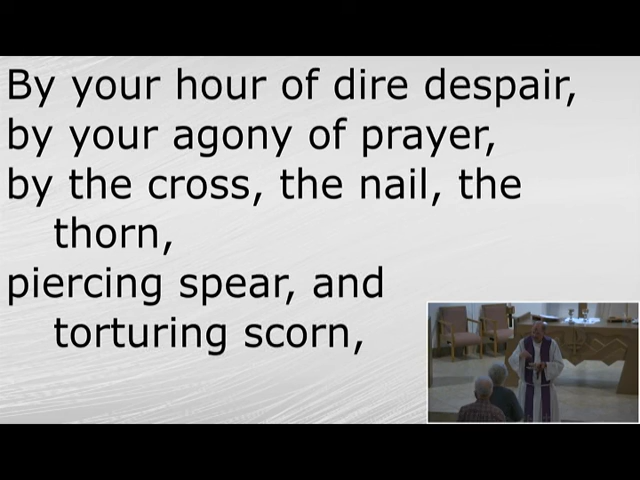 By your hour of dire despair,
by your agony of prayer,
by the cross, the nail, the
thorn,
piercing spear, and
torturing scorn,